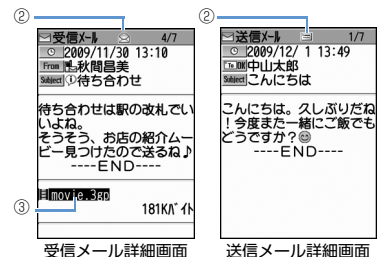 ② ②
受信メール 4/7
2009/11/30 13:10
From 秋間昌美
Subject 待ち合わせ
待ち合わせは駅の改札でい
いよね。
そうそう、お店の紹介ムー
ビー見つけたので送るね♪
----END----
③ movie.3gp
181Kバイト
受信メール詳細画面
送信メール 1/7
2009/12/ 1 13:49
To OK 中山太郎
Subject こんにちは
こんにちは。久しぶりだね
！今度また一緒にご飯でも
どうですか？
----END----
送信メール詳細画面